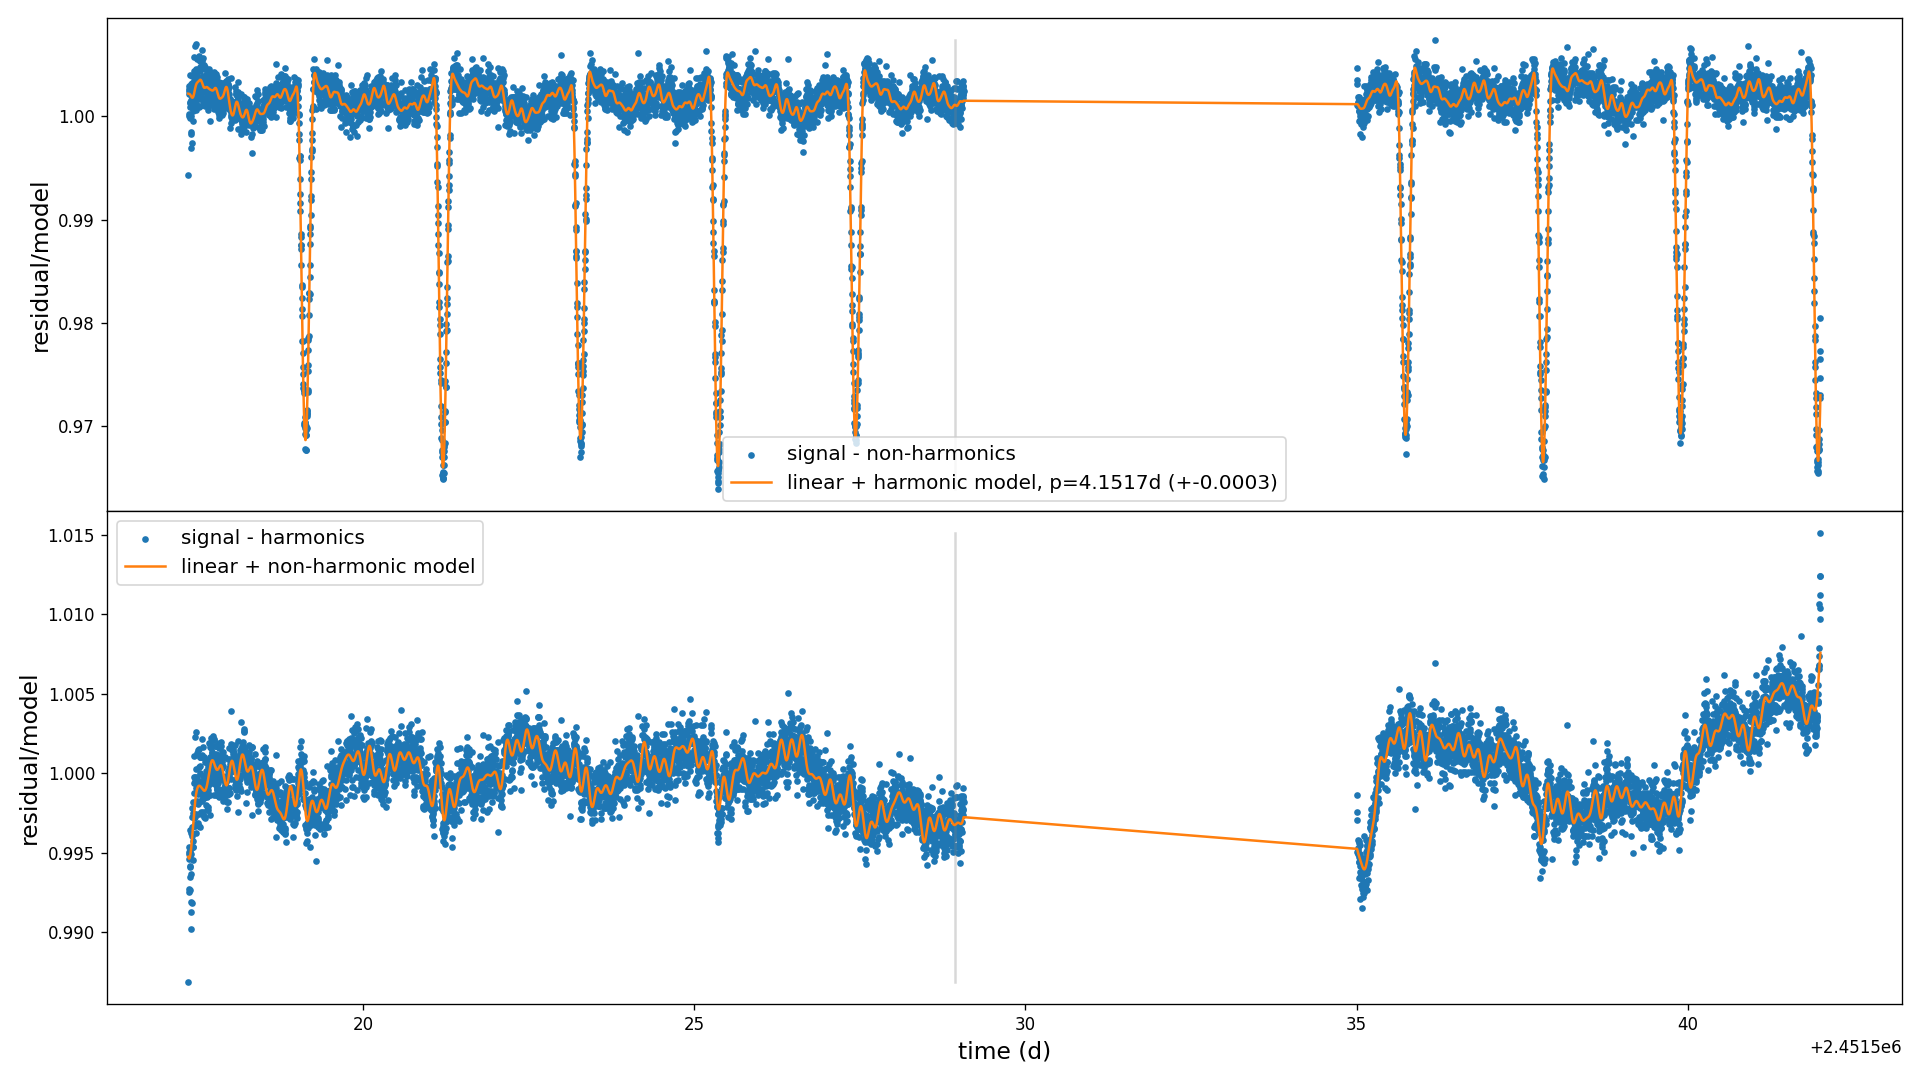 residual/model
1.00
0.99
0.98
0.97
signal - non-harmonics
linear + harmonic model, p=4.1517d (+-0.0003)
residual/model
1.015
1.010
1.005
1.000
0.995
0.990
signal - harmonics
linear + non-harmonic model
20
25
30
35
40
time (d)
+2.4515e6